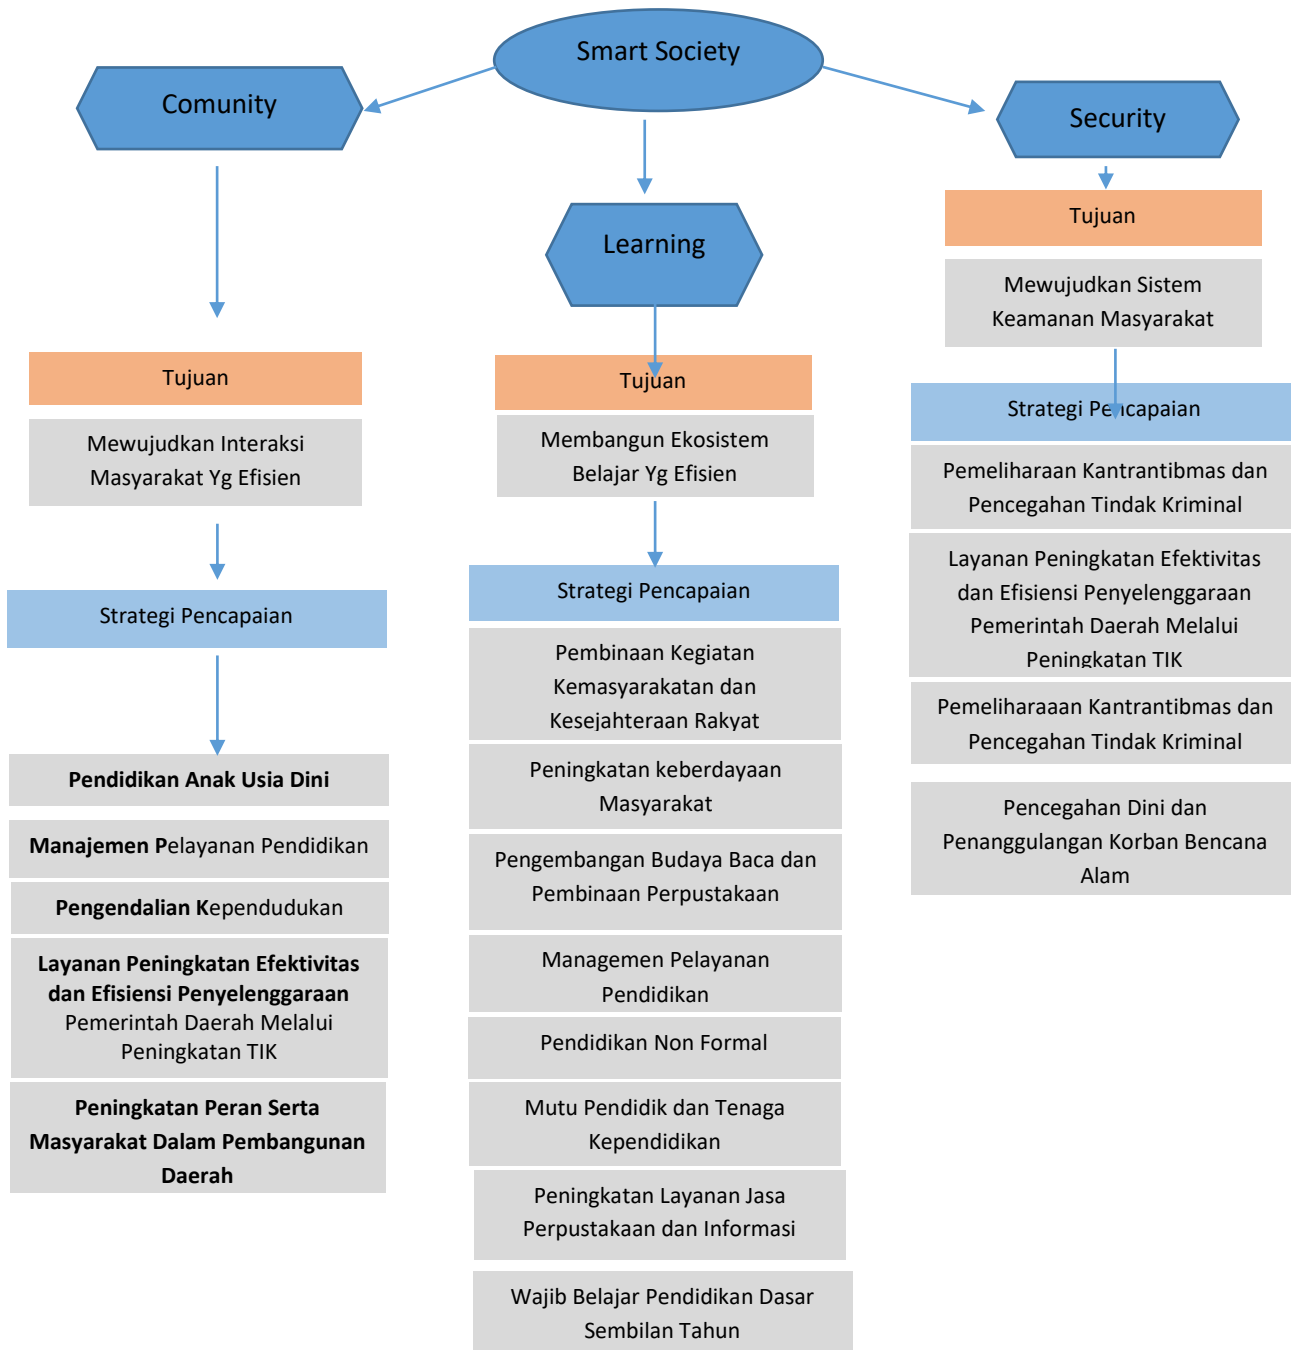 Smart Society
Comunity
Tujuan
Mewujudkan Interaksi
Masyarakat Yg Efisien
Strategi Pencapaian
Pendidikan Anak Usia Dini
Manajemen Pelayanan Pendidikan
Pengendalian Kependudukan
Layanan Peningkatan Efektivitas
dan Efisiensi Penyelenggaraan
Pemerintah Daerah Melalui
Peningkatan TIK
Peningkatan Peran Serta
Masyarakat Dalam Pembangunan
Daerah
Learning
Tujuan
Membangun Ekosistem
Belajar Yg Efisien
Strategi Pencapaian
Pembinaan Kegiatan
Kemasyarakatan dan
Kesejahteraan Rakyat
Peningkatan keberdayaan
Masyarakat
Pengembangan Budaya Baca dan
Pembinaan Perpustakaan
Managemen Pelayanan
Pendidikan
Pendidikan Non Formal
Mutu Pendidik dan Tenaga
Kependidikan
Peningkatan Layanan Jasa
Perpustakaan dan Informasi
Wajib Belajar Pendidikan Dasar
Sembilan Tahun
Security
Tujuan
Mewujudkan Sistem
Keamanan Masyarakat
Strategi Pencapaian
Pemeliharaan Kantrantibmas dan
Pencegahan Tindak Kriminal
Layanan Peningkatan Efektivitas
dan Efisiensi Penyelenggaraan
Pemerintah Daerah Melalui
Peningkatan TIK
Pemeliharaaan Kantrantibmas dan
Pencegahan Tindak Kriminal
Pencegahan Dini dan
Penanggulangan Korban Bencana
Alam